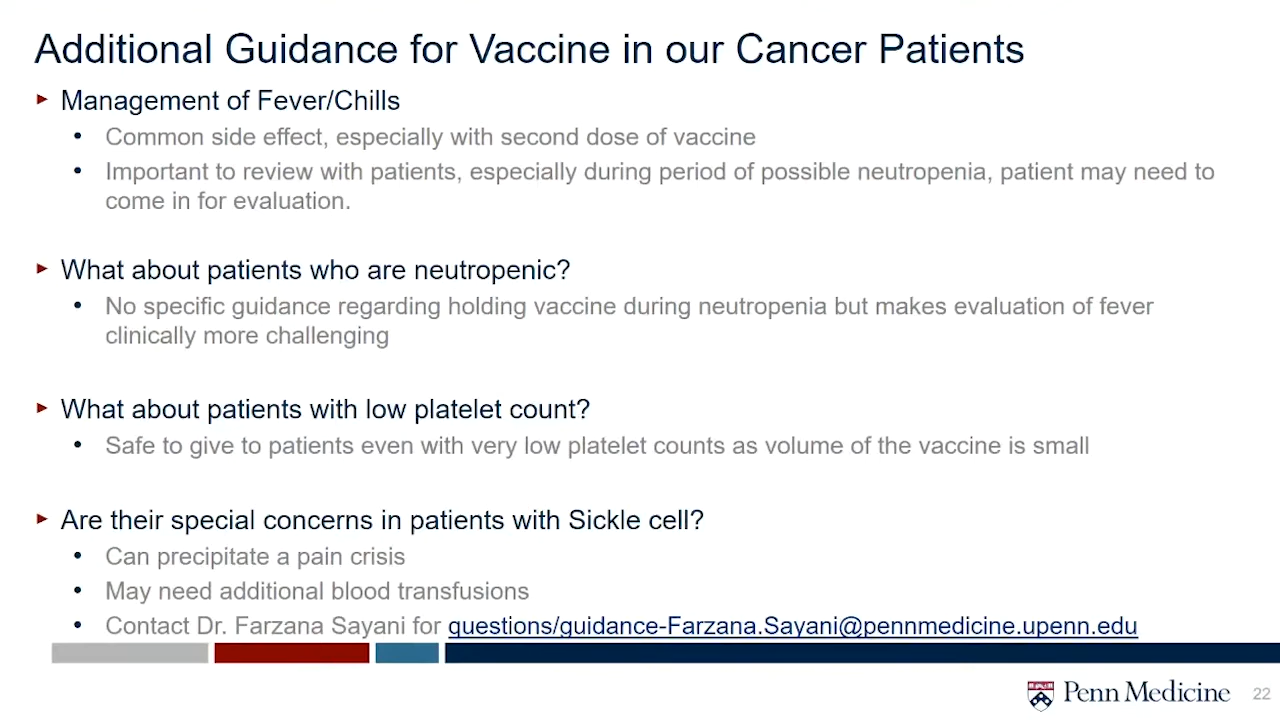 Additional Guidance for Vaccine in our Cancer Patients
Management of Fever/Chills
Common side effect, especially with second dose of vaccine
Important to review with patients, especially during period of possible neutropenia, patient may need to
come in for evaluation.
What about patients who are neutropenic?
No specific guidance regarding holding vaccine during neutropenia but makes evaluation of fever
clinically more challenging
What about patients with low platelet count?
Safe to give to patients even with very low platelet counts as volume of the vaccine is small
Are their special concerns in patients with Sickle cell?
Can precipitate a pain crisis
May need additional blood transfusions
Contact Dr. Farzana Sayani for questions/guidance-Farzana.Sayani@pennmedicine.upenn.edu
Penn Medicine 22